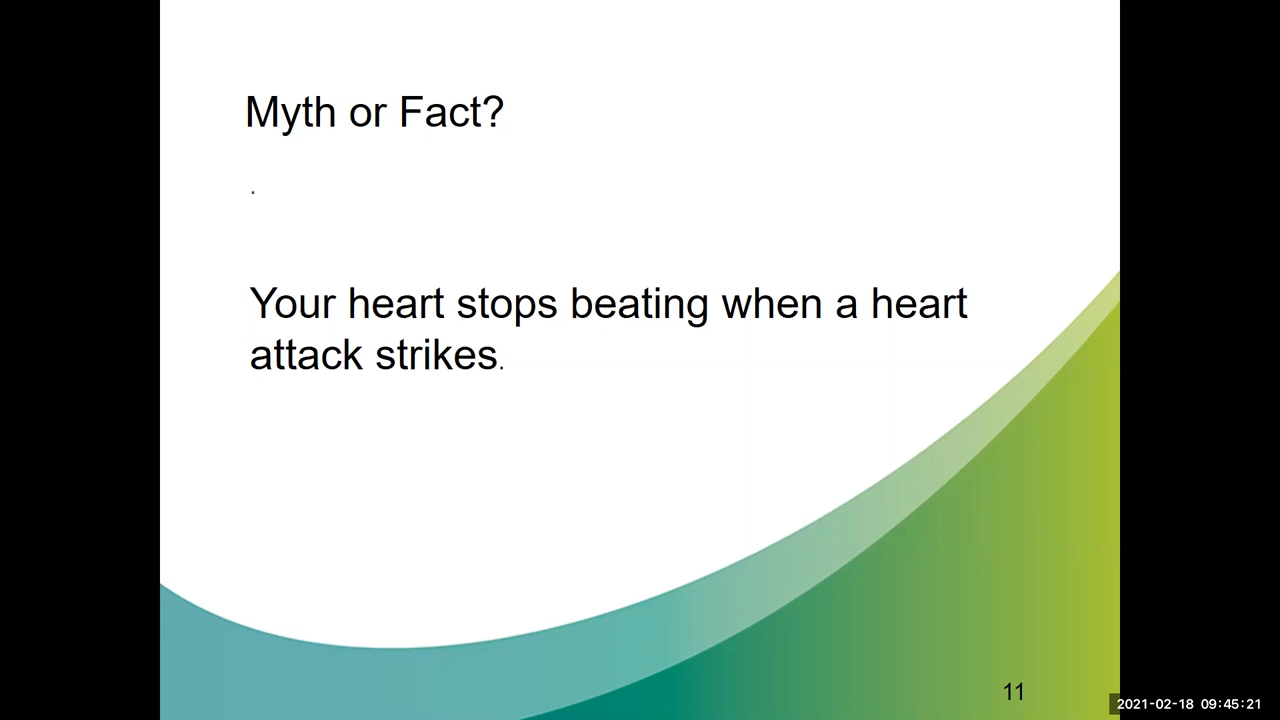 Myth or Fact?
.
Your heart stops beating when a heart
attack strikes.
11
2021-02-18 09:45:21